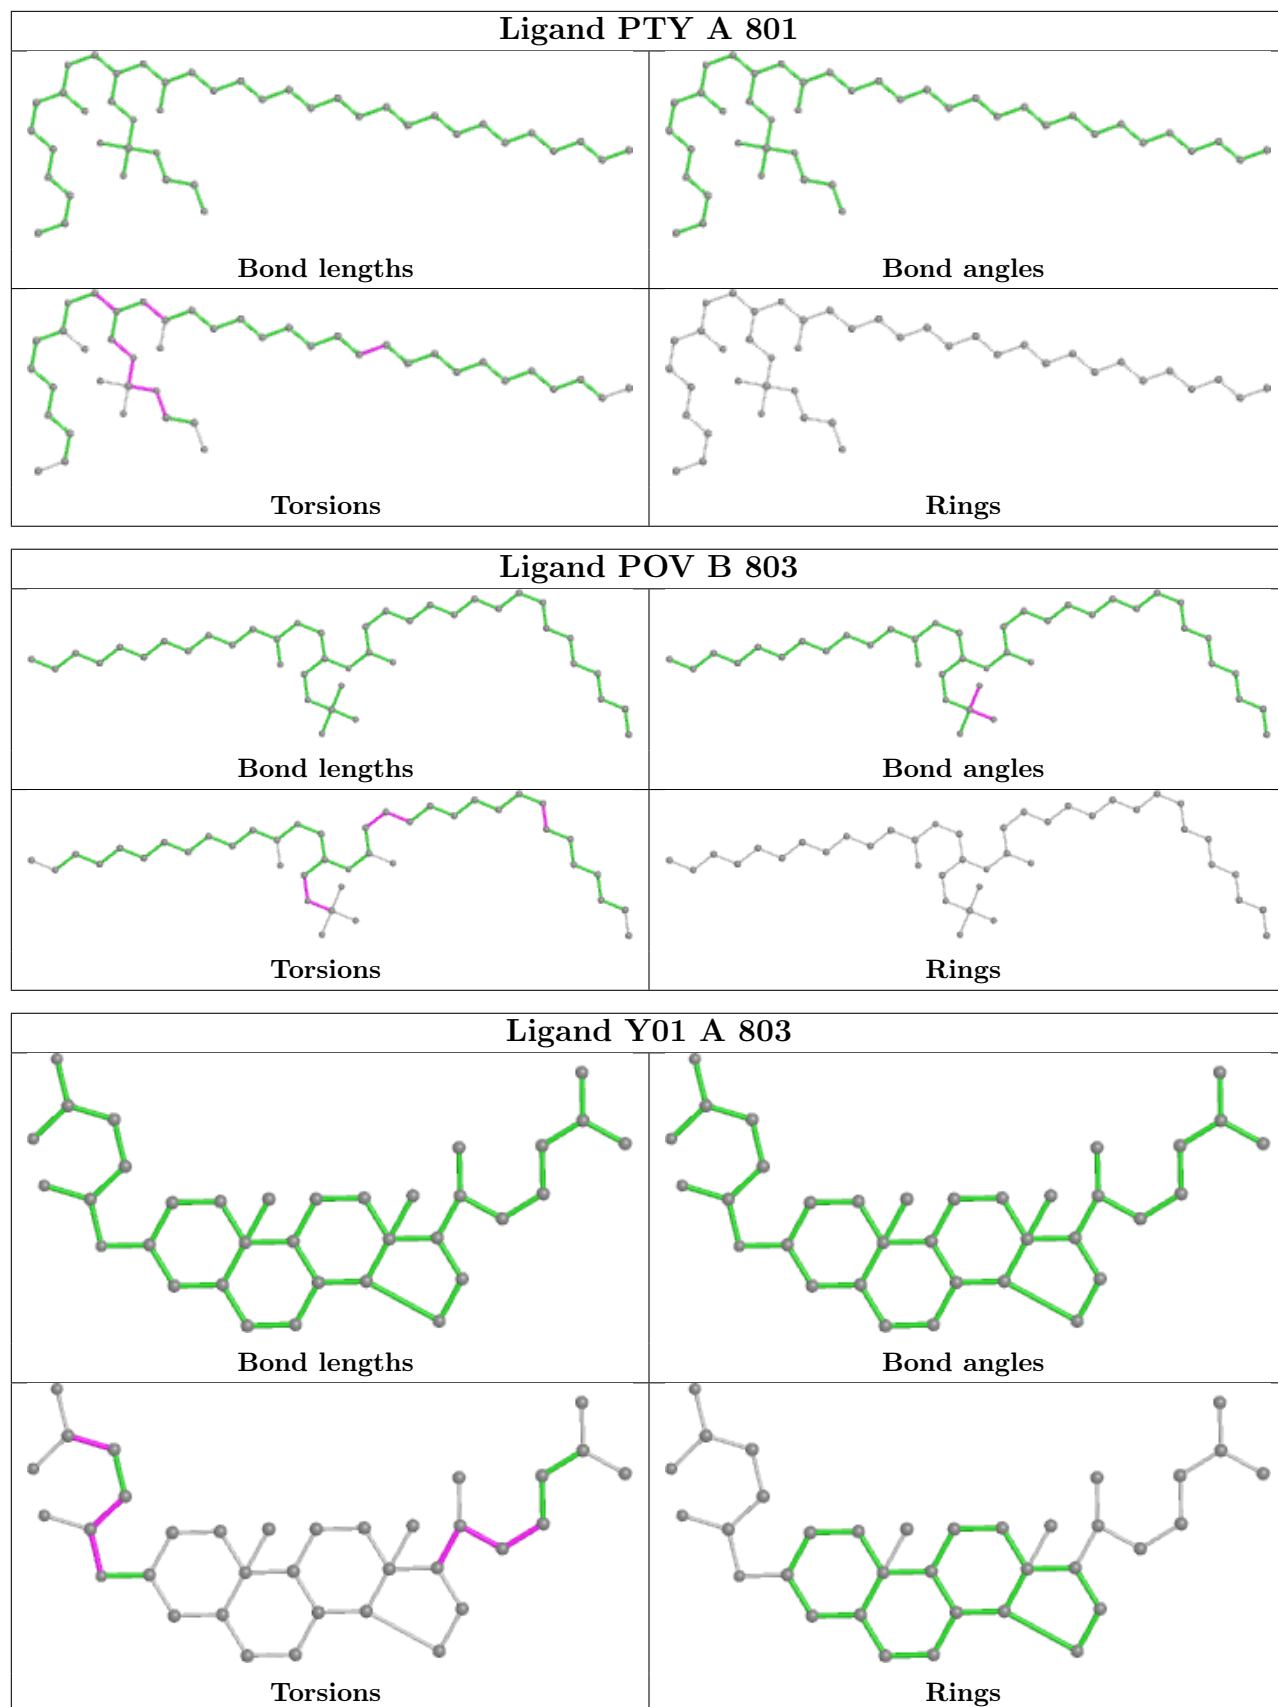 Ligand PTY A 801
Bond lengths
Bond angles
Torsions
Rings
Ligand POV B 803
Bond lengths
Bond angles
Torsions
Rings
Ligand Y01 A 803
Bond lengths
Bond angles
Torsions
Rings